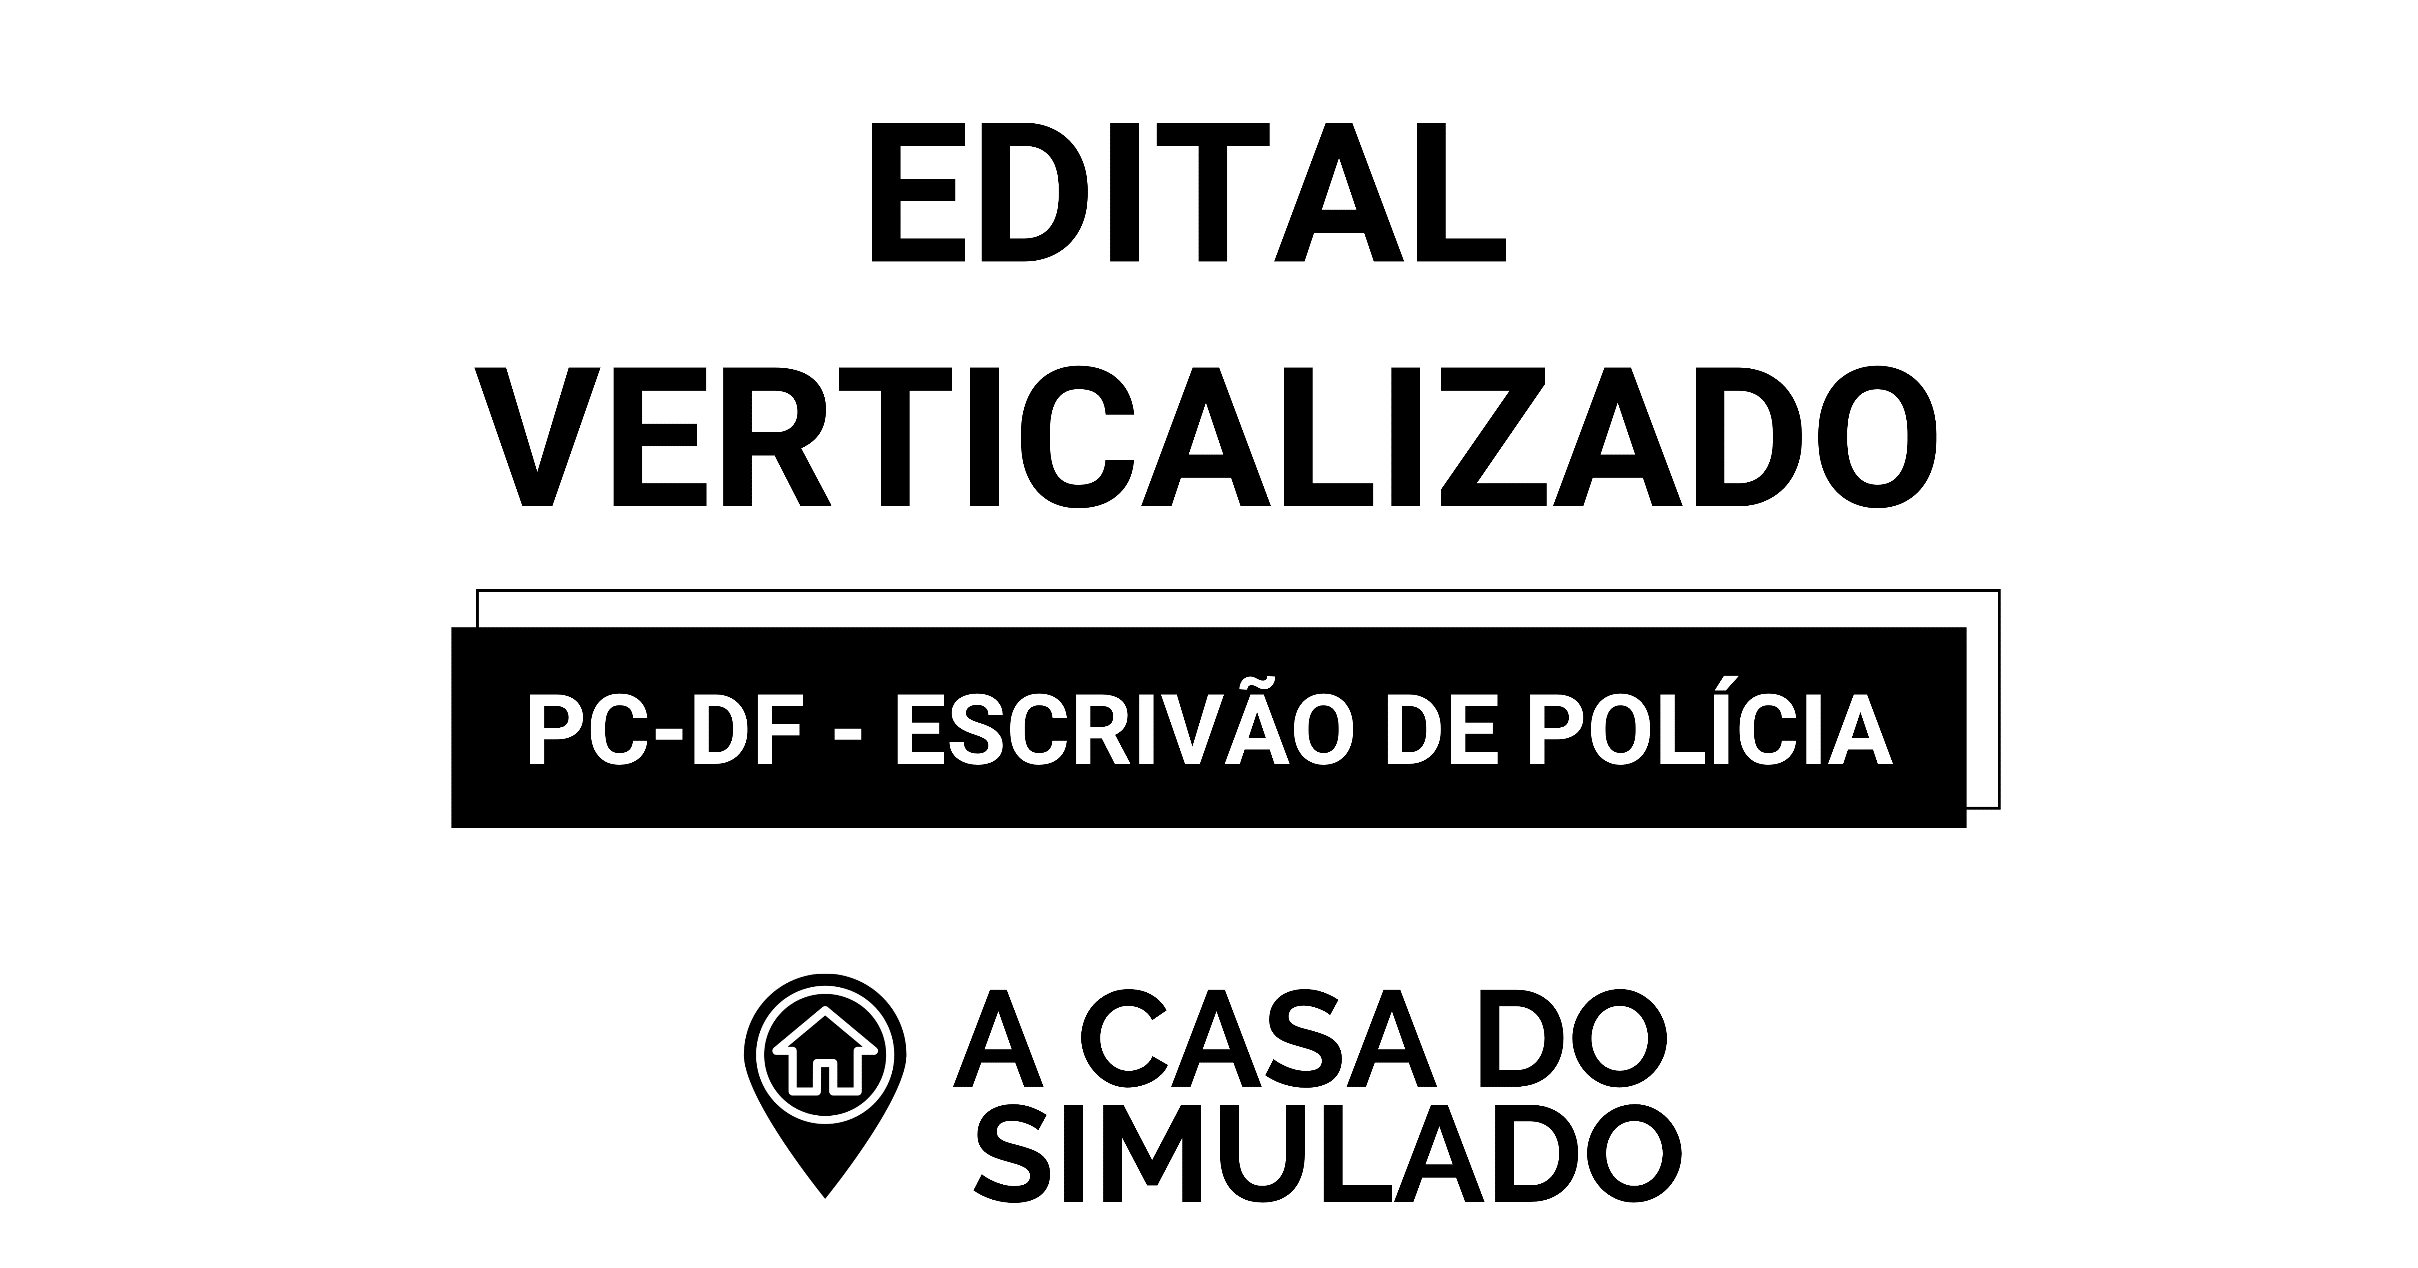 EDITAL
VERTICALIZADO
PC-DF - ESCRIVÃO DE POLÍCIA
A CASA DO
SIMULADO